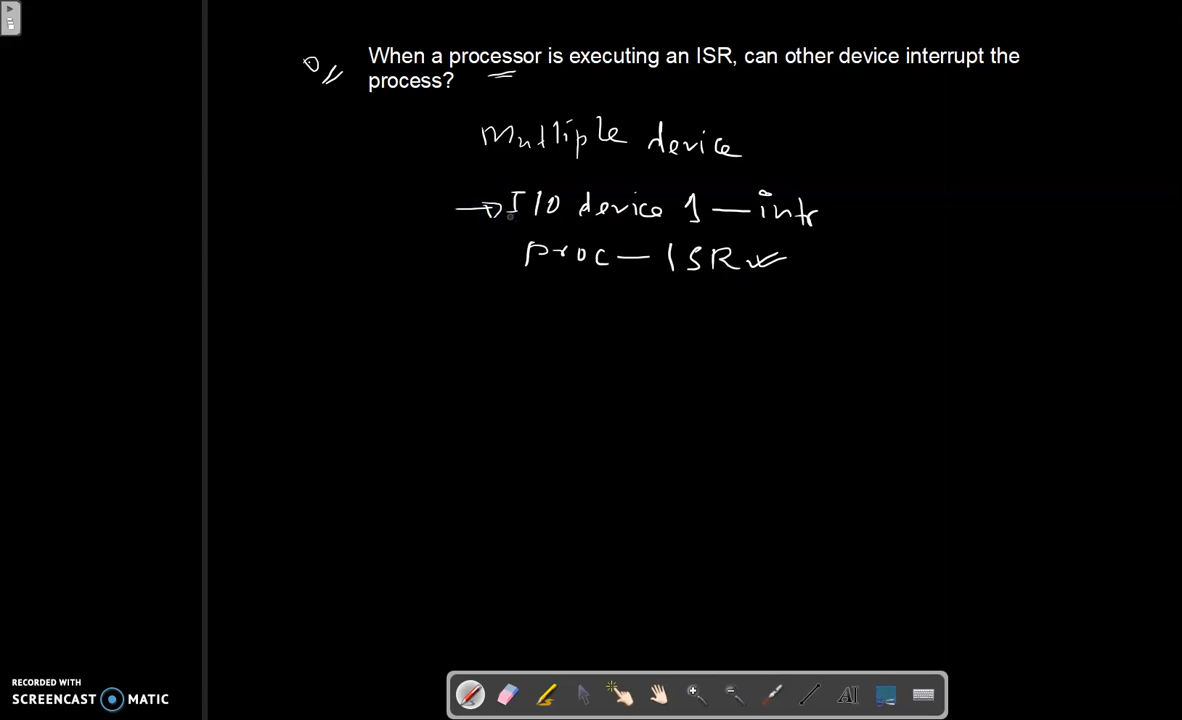 When a processor is executing an ISR, can other device interrupt the
process?
Multiple device
→ I/O device 1 — intr
Proc — ISR
RECORDED WITH
SCREENCAST MATIC
AI